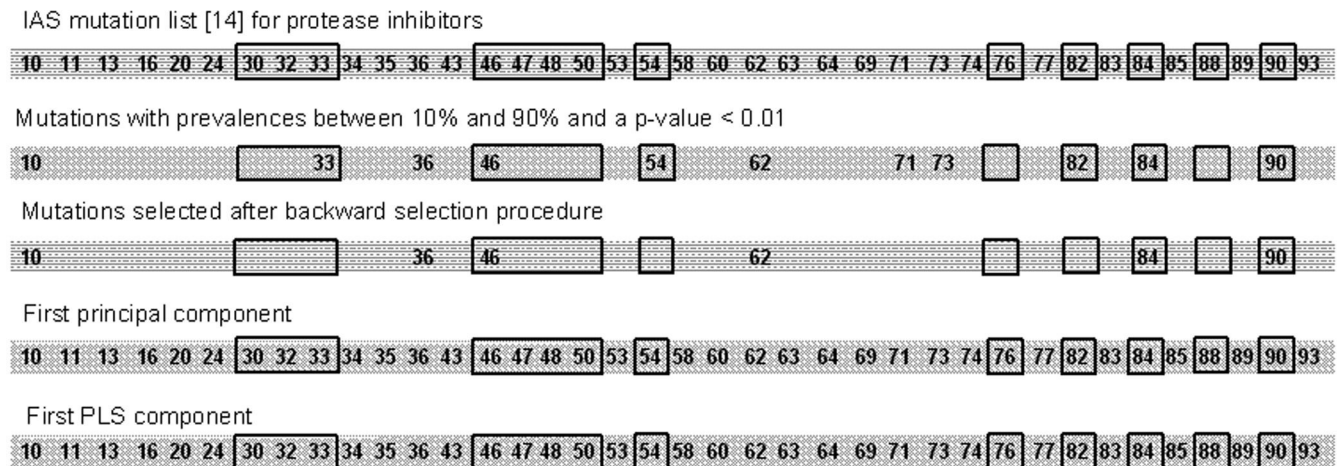 IAS mutation list [14] for protease inhibitors
10 11 13 16 20 24 30 32 33 34 35 36 43 46 47 48 50 53 54 58 60 62 63 64 69 71 73 74 76 77 82 83 84 85 88 89 90 93
Mutations with prevalences between 10% and 90% and a p-value < 0.01
10 33 36 46 54 62 71 73 82 84 90
Mutations selected after backward selection procedure
10 36 46 62 84 90
First principal component
10 11 13 16 20 24 30 32 33 34 35 36 43 46 47 48 50 53 54 58 60 62 63 64 69 71 73 74 76 77 82 83 84 85 88 89 90 93
First PLS component
10 11 13 16 20 24 30 32 33 34 35 36 43 46 47 48 50 53 54 58 60 62 63 64 69 71 73 74 76 77 82 83 84 85 88 89 90 93